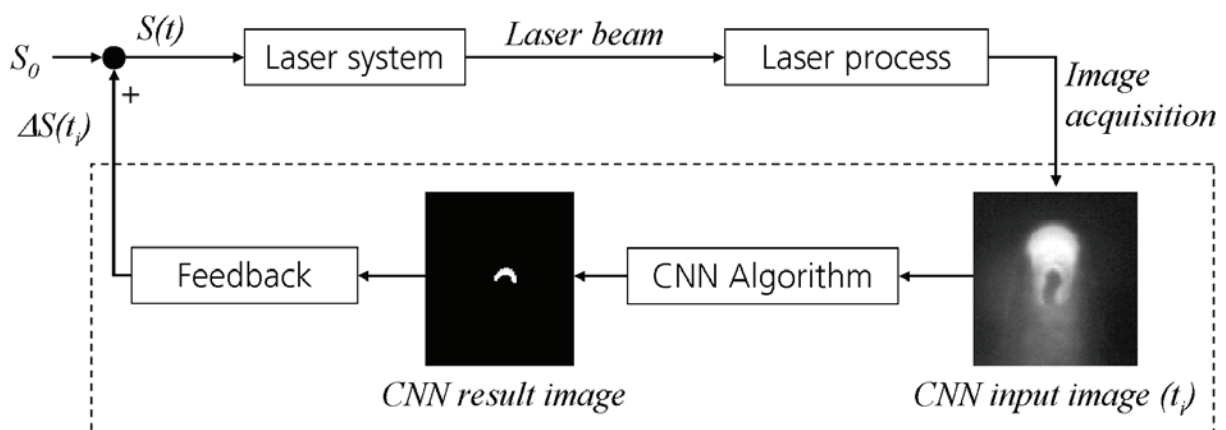 S(t)
S₀
Laser system
Laser beam
Laser process
+
ΔS(tᵢ)
Image
acquisition
Feedback
CNN Algorithm
CNN result image
CNN input image (tᵢ)